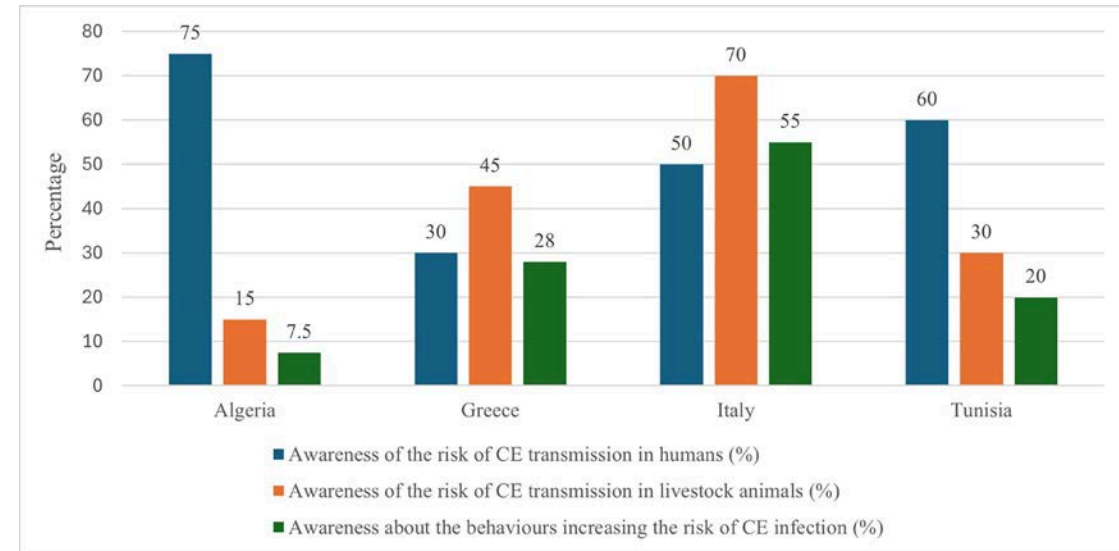 80
70
60
50
40
30
20
10
0
Percentage
75
15
7.5
30
45
28
50
70
55
60
30
20
Algeria
Greece
Italy
Tunisia
Awareness of the risk of CE transmission in humans (%)
Awareness of the risk of CE transmission in livestock animals (%)
Awareness about the behaviours increasing the risk of CE infection (%)